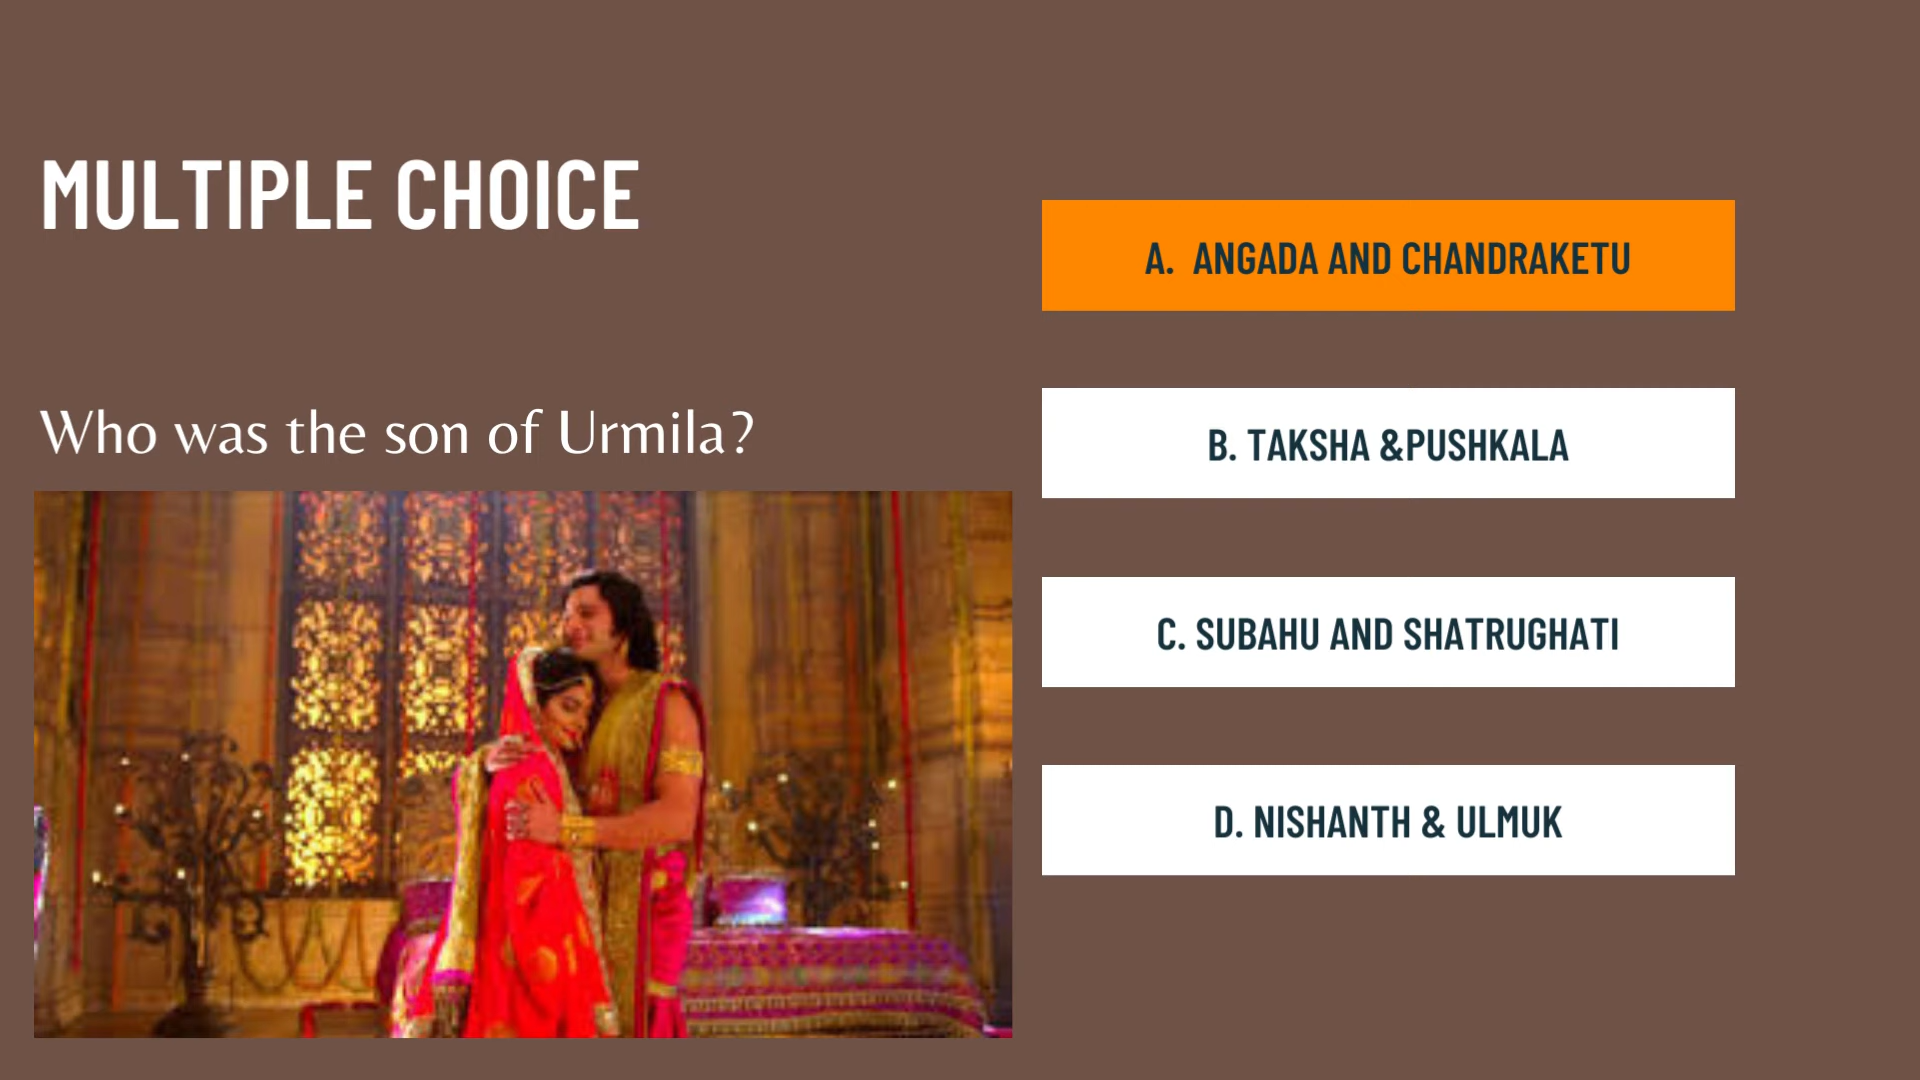 MULTIPLE CHOICE
Who was the son of Urmila?
A. ANGADA AND CHANDRAKETU
B. TAKSHA &PUSHKALA
C. SUBAHU AND SHATRUGHATI
D. NISHANTH & ULMUK